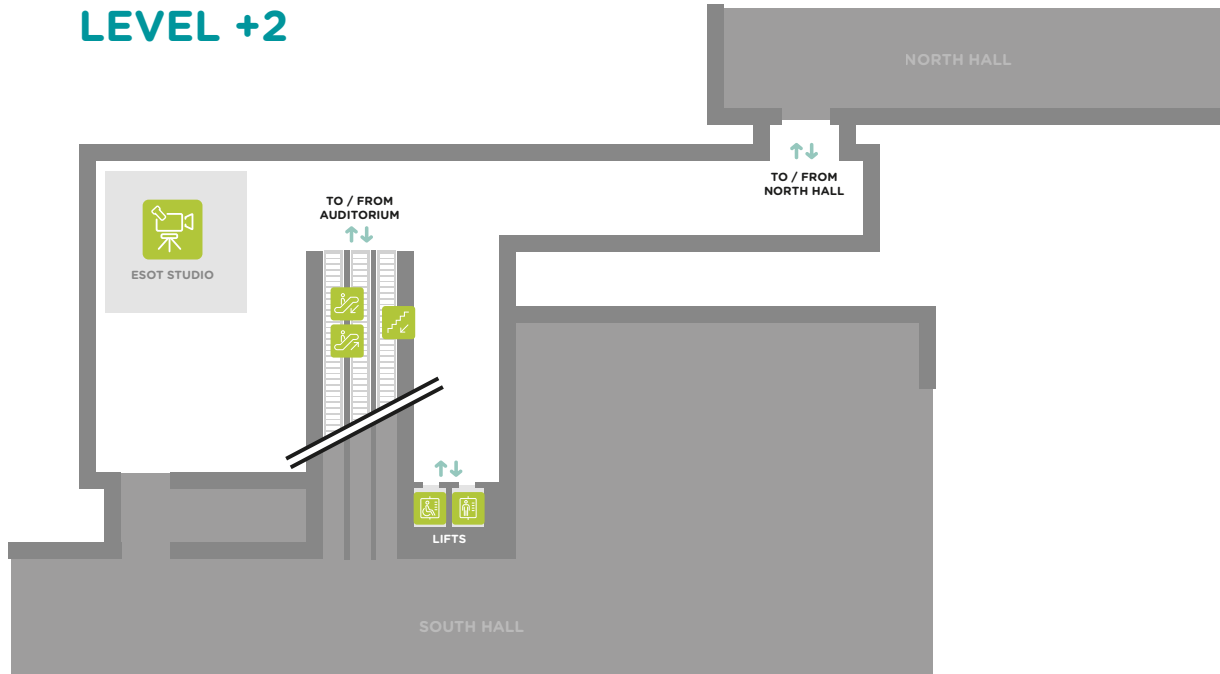 LEVEL +2
NORTH HALL
TO / FROM
NORTH HALL
TO / FROM
AUDITORIUM
ESOT STUDIO
LIFTS
SOUTH HALL